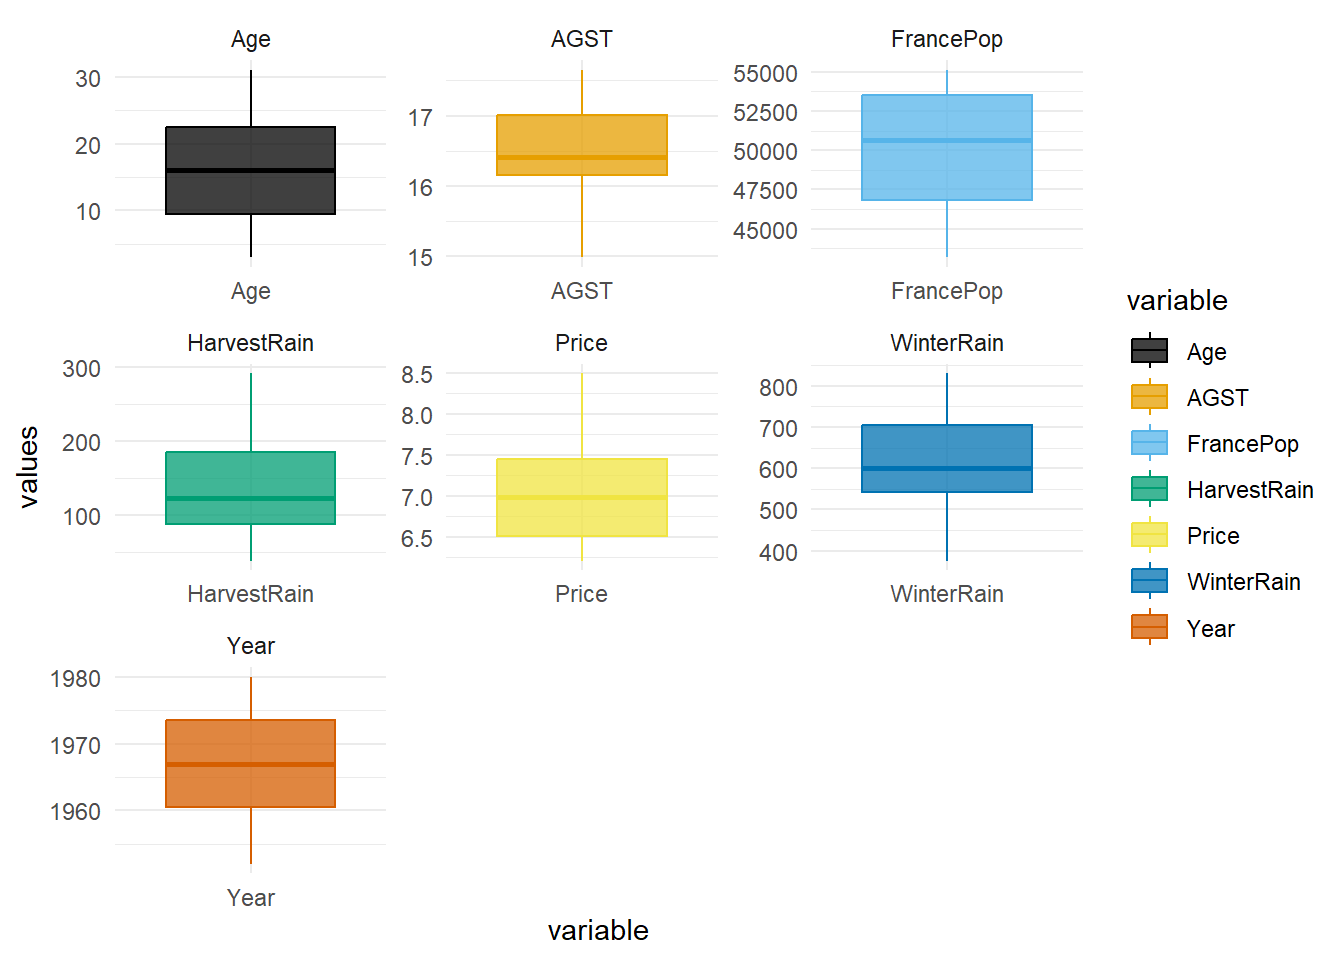 Age
AGST
FrancePop
30
20
10
17
16
15
55000
52500
50000
47500
45000
Age
AGST
FrancePop
HarvestRain
Price
WinterRain
300
200
100
8.5
8.0
7.5
7.0
6.5
800
700
600
500
400
HarvestRain
Price
WinterRain
Year
1980
1970
1960
Year
values
variable
variable
Age
AGST
FrancePop
HarvestRain
Price
WinterRain
Year